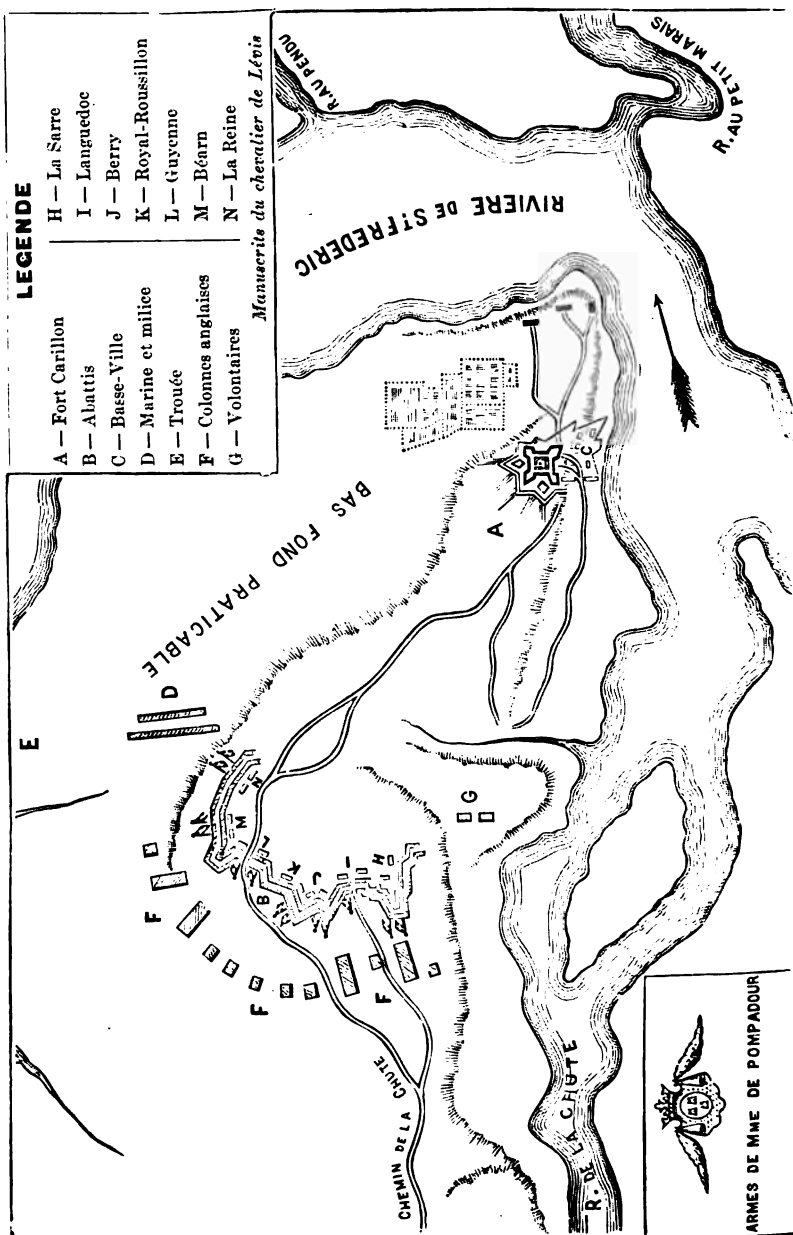 LEGENDE
A — Fort Carillon
B — Abattis
C — Basse-Ville
D — Marine et milice
E — Trouée
F — Colonnes anglaises
G — Volontaires
H — La Sarre
I — Languedoc
J — Berry
K — Royal-Roussillon
L — Guyenne
M — Béarn
N — La Reine
Manuscrits du chevalier de Lévis
R. AU PENDU
R. AU PETIT MARAIS
RIVIERE DE ST FREDERIC
BAS FOND PRATICABLE
A
C
D
E
F
F
F
G
B
M
N
L
K
J
I
H
CHEMIN DE LA CHUTE
R. DE LA CHUTE
ARMES DE MME DE POMPADOUR